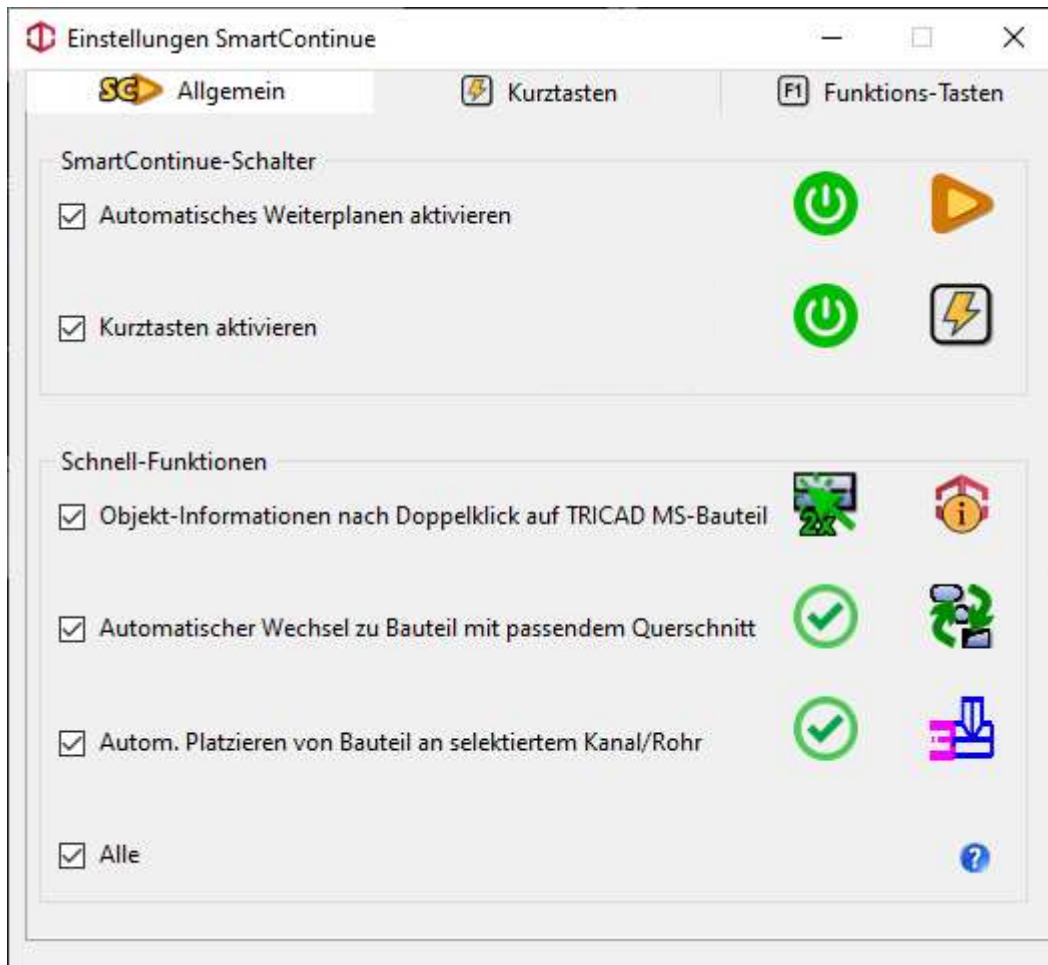 Einstellungen SmartContinue
SC Allgemein
Kurztasten
F1 Funktions-Tasten
SmartContinue-Schalter
Automatisches Weiterplanen aktivieren
Kurztasten aktivieren
Schnell-Funktionen
Objekt-Informationen nach Doppelklick auf TRICAD MS-Bauteil
2x
i
Automatischer Wechsel zu Bauteil mit passendem Querschnitt
Autom. Platzieren von Bauteil an selektiertem Kanal/Rohr
Alle
?